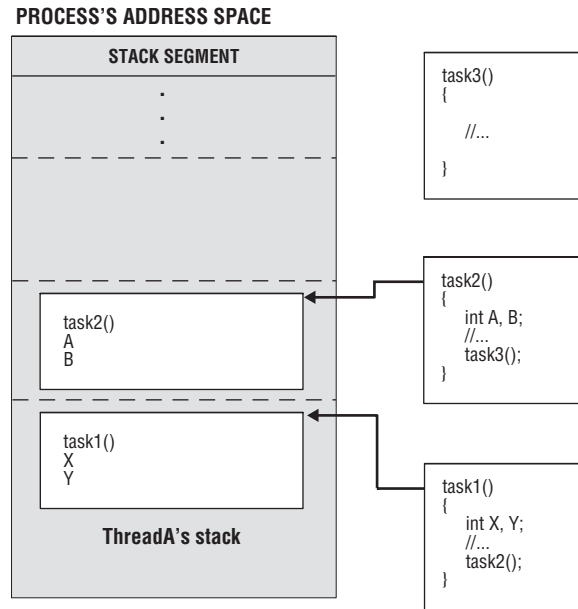 PROCESS’S ADDRESS SPACE
STACK SEGMENT
.
.
.
task2()
A
B
task1()
X
Y
ThreadA's stack
task3()
{
//...
}
task2()
{
int A, B;
//...
task3();
}
task1()
{
int X, Y;
//...
task2();
}